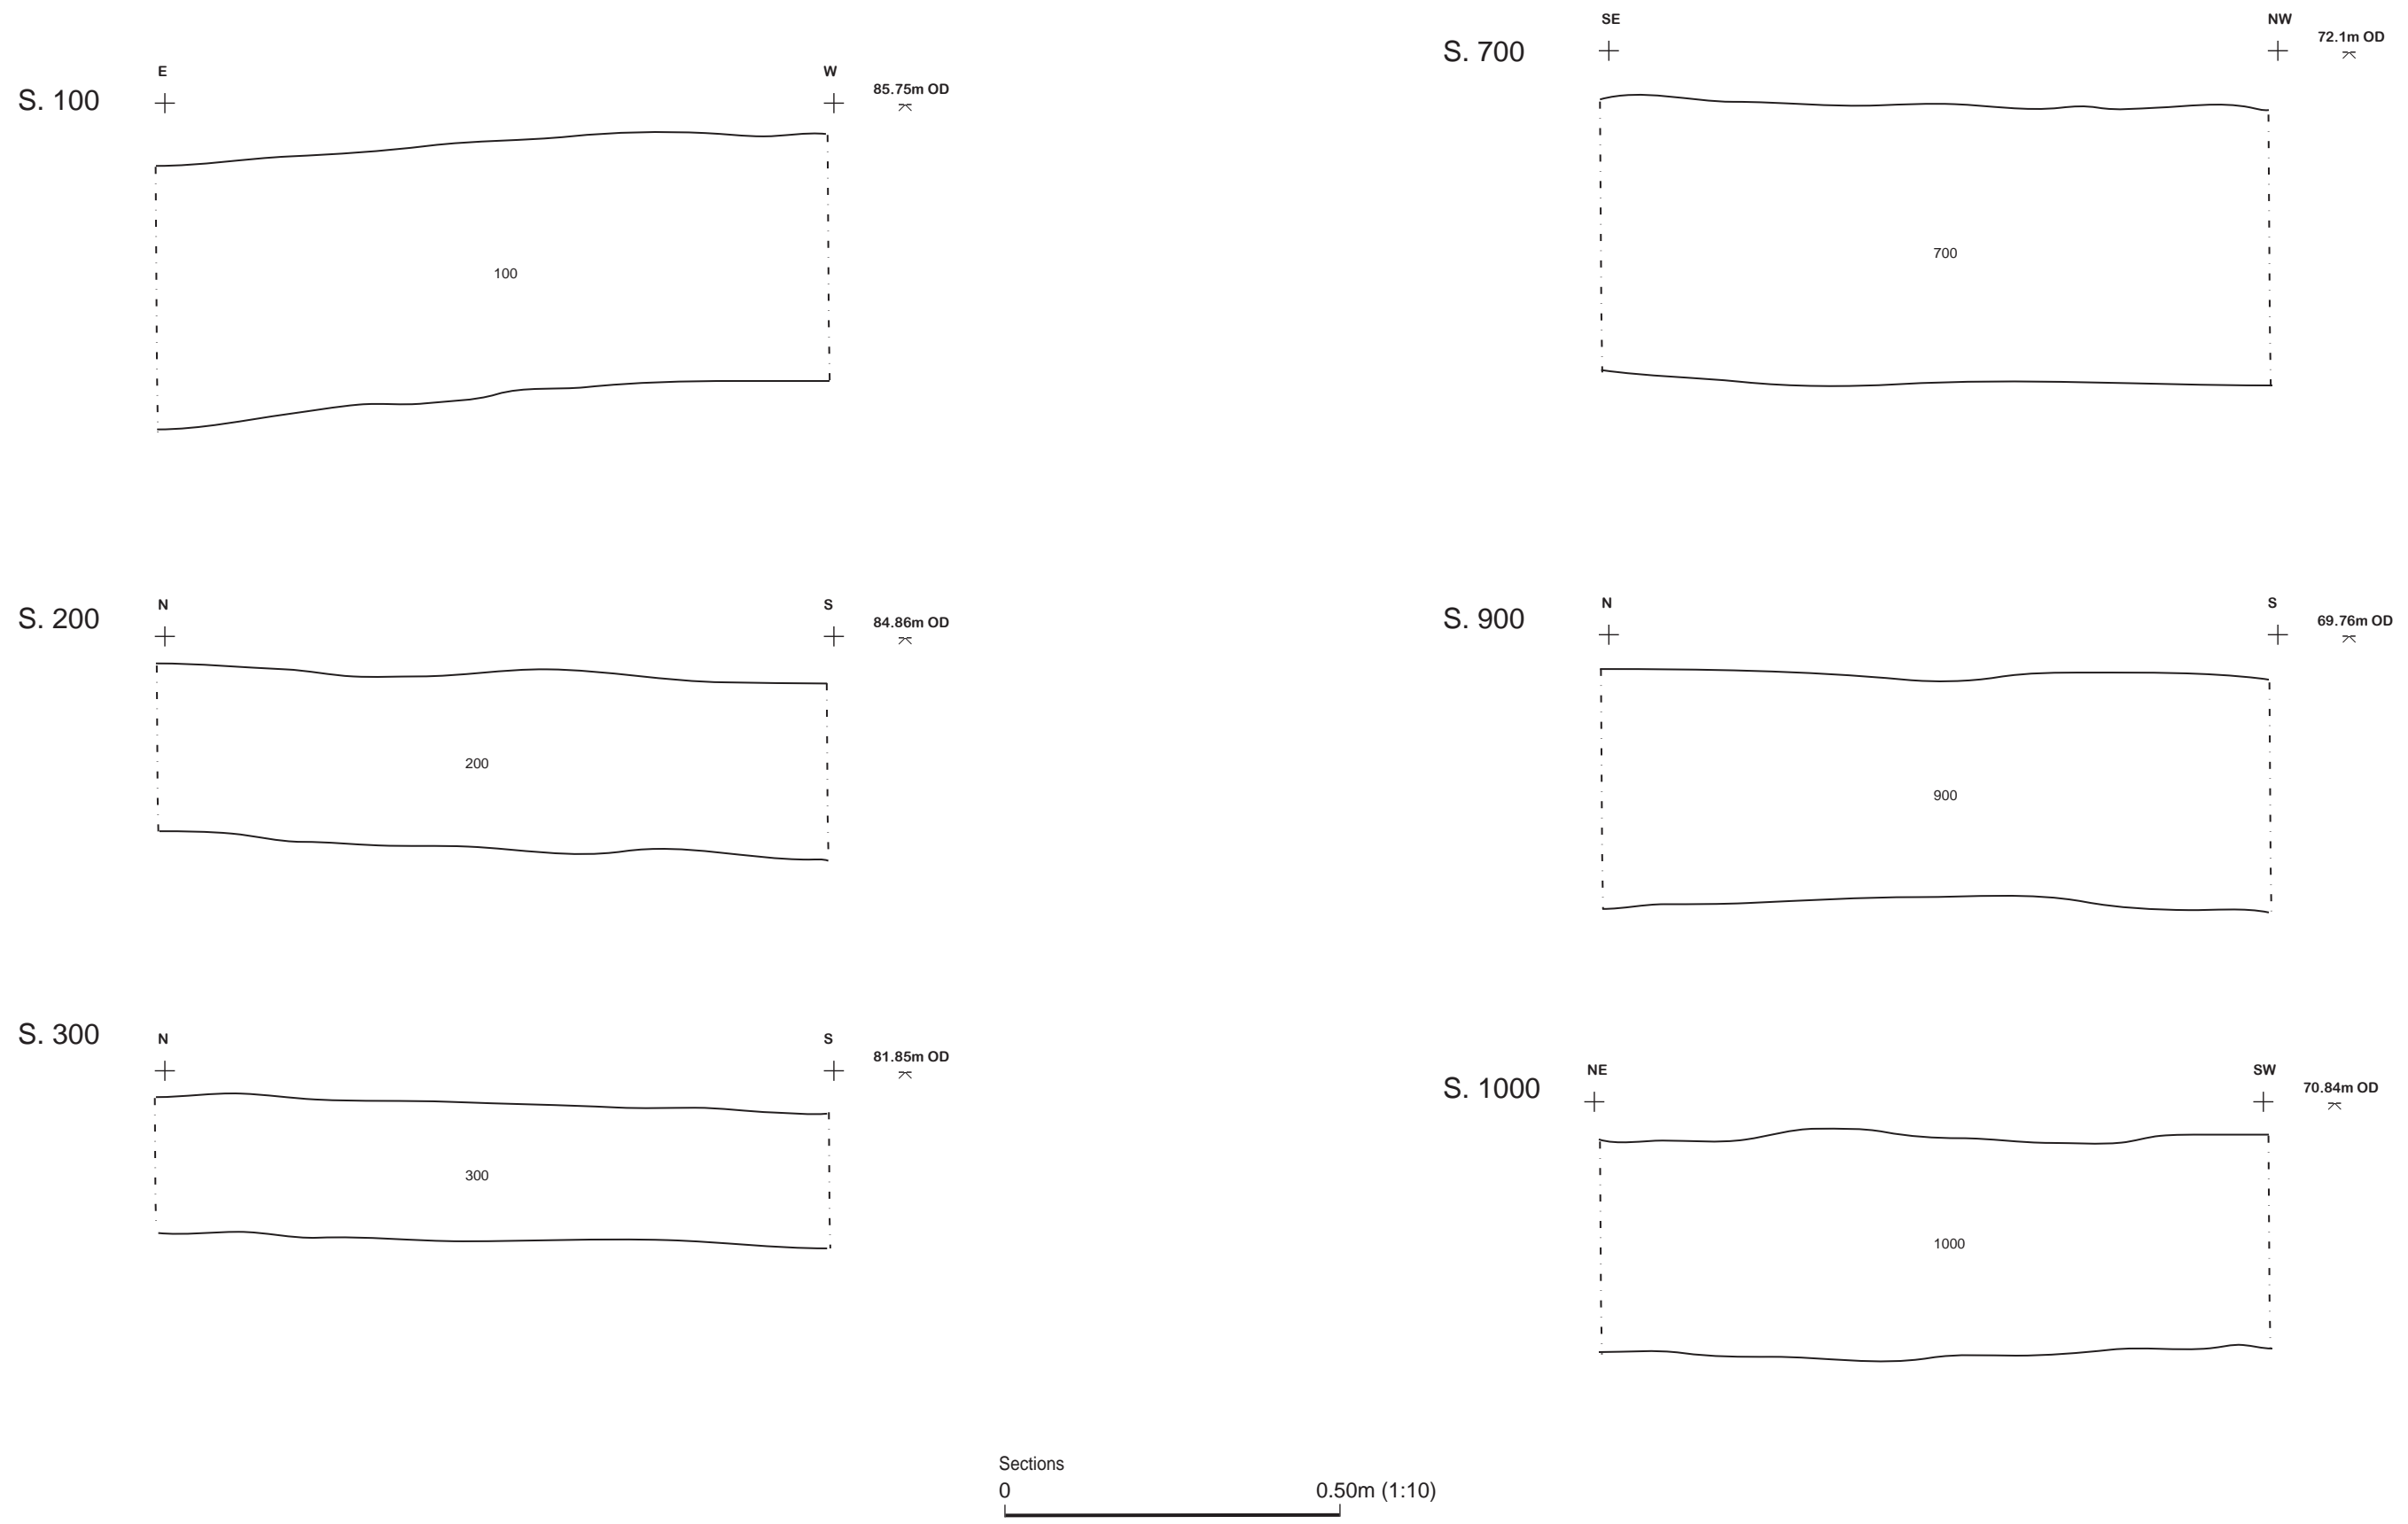 S. 100
E
W
85.75m OD
100
S. 200
N
S
84.86m OD
200
S. 300
N
S
81.85m OD
300
S. 700
SE
NW
72.1m OD
700
S. 900
N
S
69.76m OD
900
S. 1000
NE
SW
70.84m OD
1000
Sections
0
0.50m (1:10)